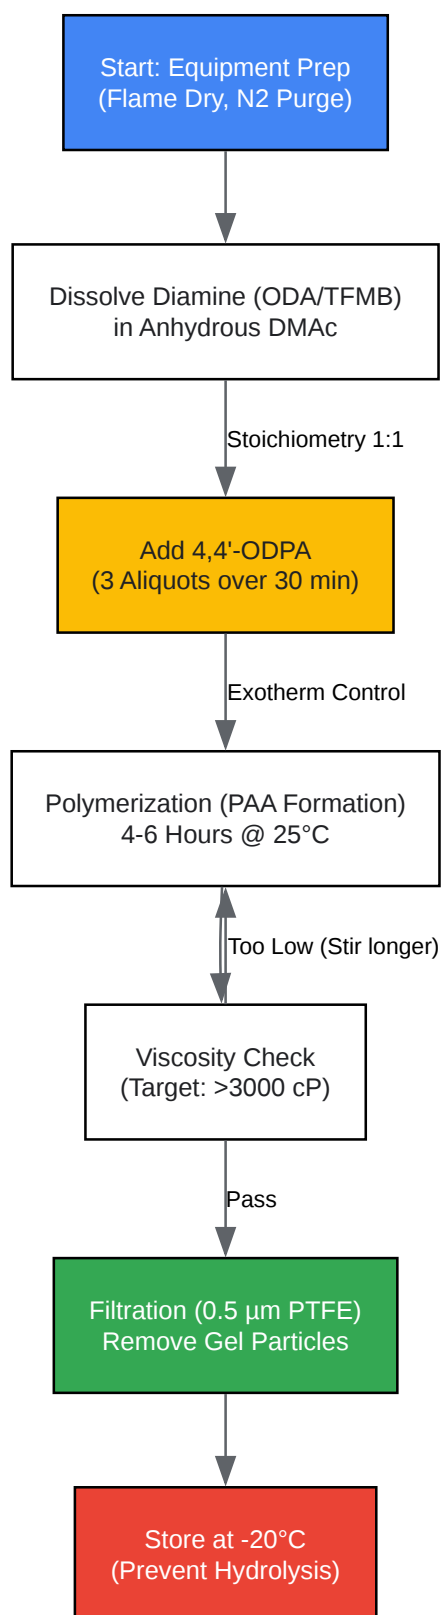 Start: Equipment Prep
(Flame Dry, N2 Purge)
Dissolve Diamine (ODA/TFMB)
in Anhydrous DMAc
Stoichiometry 1:1
Add 4,4'-ODPA
(3 Aliquots over 30 min)
Exotherm Control
Polymerization (PAA Formation)
4-6 Hours @ 25°C
Too Low (Stir longer)
Viscosity Check
(Target: >3000 cP)
Pass
Filtration (0.5 µm PTFE)
Remove Gel Particles
Store at -20°C
(Prevent Hydrolysis)